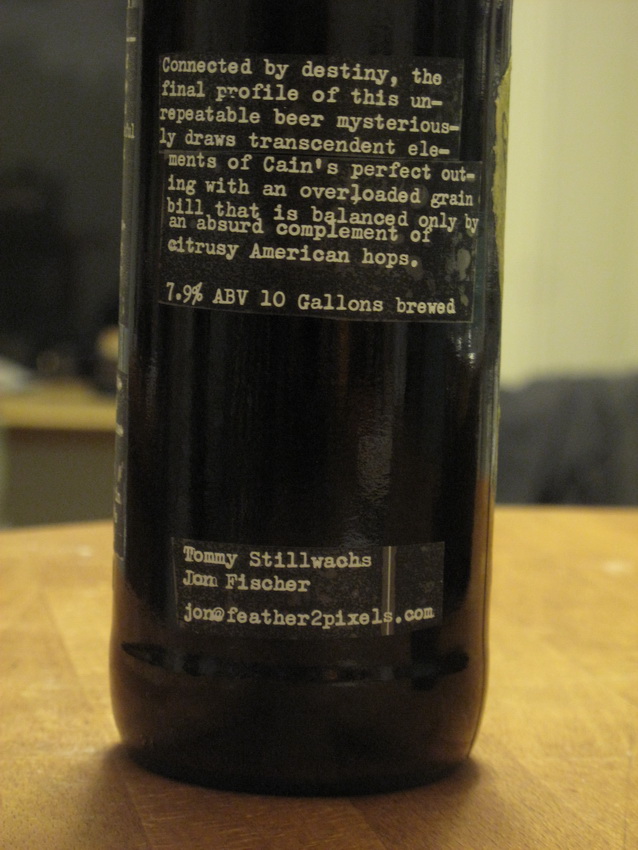 Connected by destiny, the
final profile of this un-
repeatable beer mysterious-
ly draws transcendent ele-
ments of Cain's perfect out-
ing with an overloaded grain
bill that is balanced only by
an absurd complement of
citrusy American hops.
7.9% ABV 10 Gallons brewed
Tommy Stillwachs
Jon Fischer
jon@feather2pixels.com